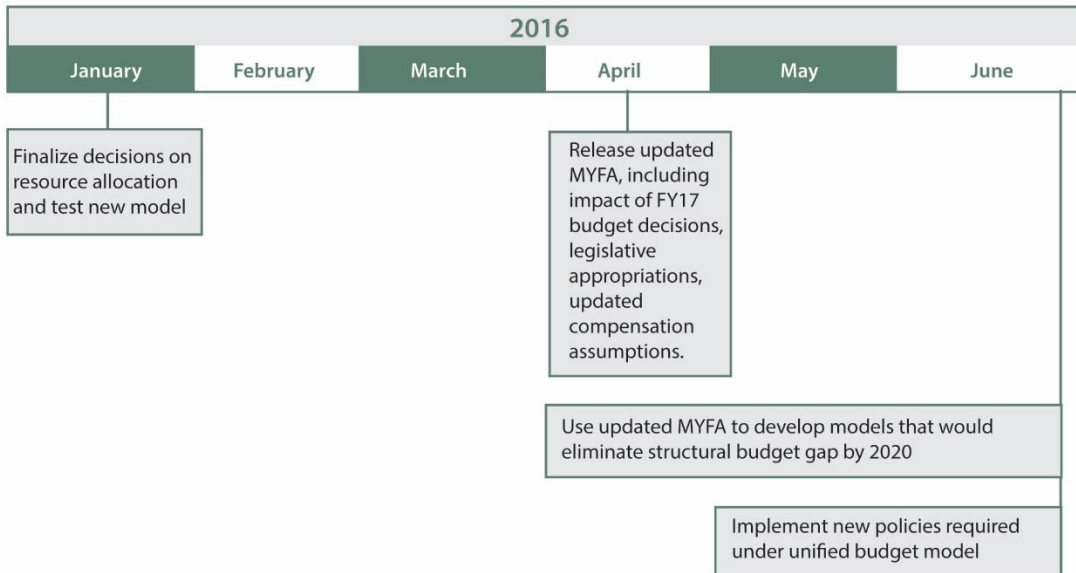 2016
January
February
March
April
May
June
Finalize decisions on
resource allocation
and test new model
Release updated
MYFA, including
impact of FY17
budget decisions,
legislative
appropriations,
updated
compensation
assumptions.
Use updated MYFA to develop models that would
eliminate structural budget gap by 2020
Implement new policies required
under unified budget model